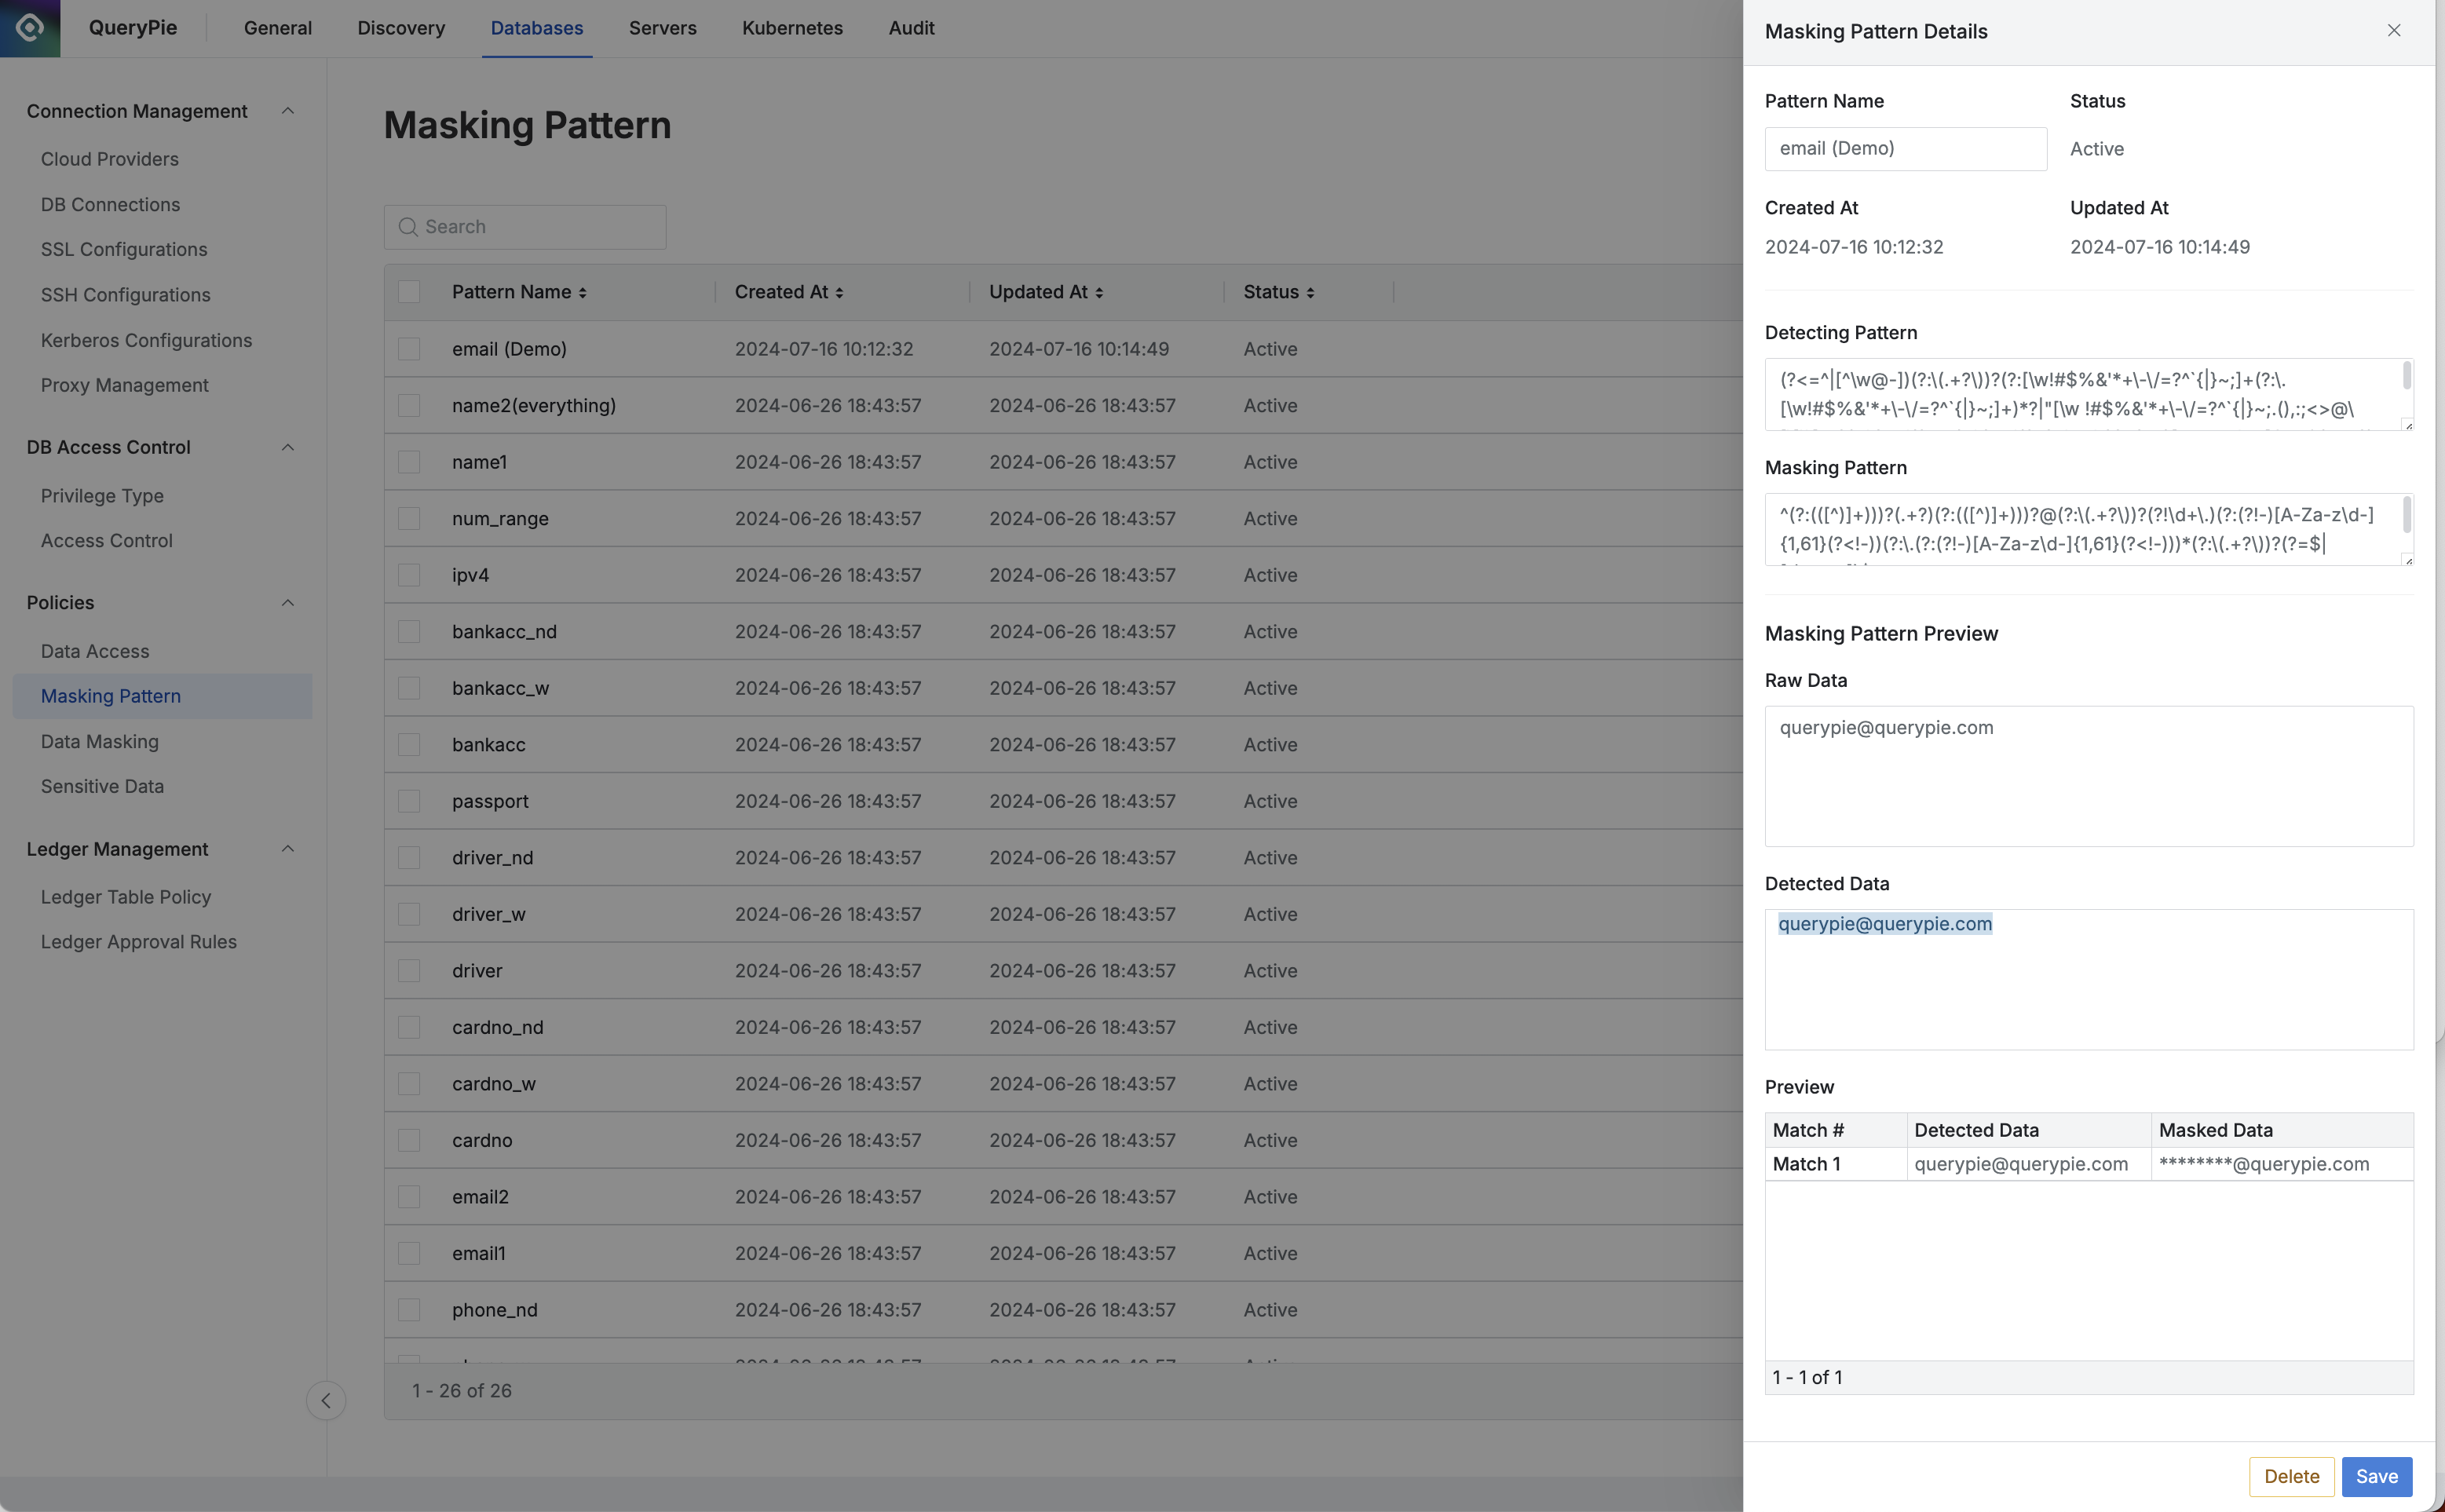 QueryPie
General
Discovery
Databases
Servers
Kubernetes
Audit
Connection Management
Cloud Providers
DB Connections
SSL Configurations
SSH Configurations
Kerberos Configurations
Proxy Management
DB Access Control
Privilege Type
Access Control
Policies
Data Access
Masking Pattern
Data Masking
Sensitive Data
Ledger Management
Ledger Table Policy
Ledger Approval Rules
Masking Pattern
Search
Pattern Name Created At Updated At Status
email (Demo) 2024-07-16 10:12:32 2024-07-16 10:14:49 Active
name2(everything) 2024-06-26 18:43:57 2024-06-26 18:43:57 Active
name1 2024-06-26 18:43:57 2024-06-26 18:43:57 Active
num_range 2024-06-26 18:43:57 2024-06-26 18:43:57 Active
ipv4 2024-06-26 18:43:57 2024-06-26 18:43:57 Active
bankacc_nd 2024-06-26 18:43:57 2024-06-26 18:43:57 Active
bankacc_w 2024-06-26 18:43:57 2024-06-26 18:43:57 Active
bankacc 2024-06-26 18:43:57 2024-06-26 18:43:57 Active
passport 2024-06-26 18:43:57 2024-06-26 18:43:57 Active
driver_nd 2024-06-26 18:43:57 2024-06-26 18:43:57 Active
driver_w 2024-06-26 18:43:57 2024-06-26 18:43:57 Active
driver 2024-06-26 18:43:57 2024-06-26 18:43:57 Active
cardno_nd 2024-06-26 18:43:57 2024-06-26 18:43:57 Active
cardno_w 2024-06-26 18:43:57 2024-06-26 18:43:57 Active
cardno 2024-06-26 18:43:57 2024-06-26 18:43:57 Active
email2 2024-06-26 18:43:57 2024-06-26 18:43:57 Active
email1 2024-06-26 18:43:57 2024-06-26 18:43:57 Active
phone_nd 2024-06-26 18:43:57 2024-06-26 18:43:57 Active
1 - 26 of 26
Masking Pattern Details
Pattern Name Status
email (Demo) Active
Created At Updated At
2024-07-16 10:12:32 2024-07-16 10:14:49
Detecting Pattern
(?<=^|[^\w@-])(?:\(.+?\))?(?:[\w!#$%&'*+\-\/=?^`{|}~;]+(?:\.
[\w!#$%&'*+\-\/=?^`{|}~;]+)*?|"[\w !#$%&'*+\-\/=?^`{|}~;.(),:;<>@\
Masking Pattern
^(?:(([^)]+)))?(.+?)(?:(([^)]+)))?@(?:\(.+?\))?(?!\d+\.)(?:(?!-)[A-Za-z\d-]
{1,61}(?<!-))(?:\.(?:(?!-)[A-Za-z\d-]{1,61}(?<!-)))*(?:\(.+?\))?(?=$|
Masking Pattern Preview
Raw Data
querypie@querypie.com
Detected Data
querypie@querypie.com
Preview
Match # Detected Data Masked Data
Match 1 querypie@querypie.com ********@querypie.com
1 - 1 of 1
Delete
Save